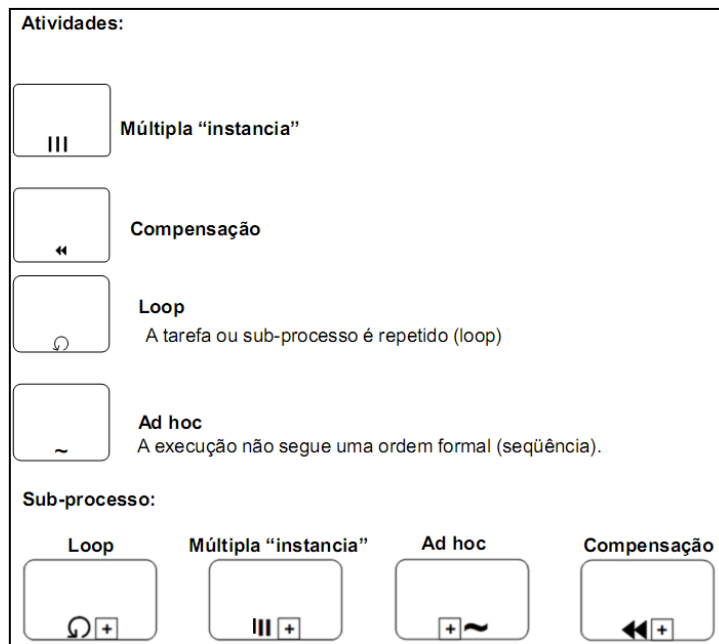 Atividades:
Múltipla “instancia”
Compensação
Loop
A tarefa ou sub-processo é repetido (loop)
Ad hoc
A execução não segue uma ordem formal (seqüência).
Sub-processo:
Loop Múltipla “instancia” Ad hoc Compensação